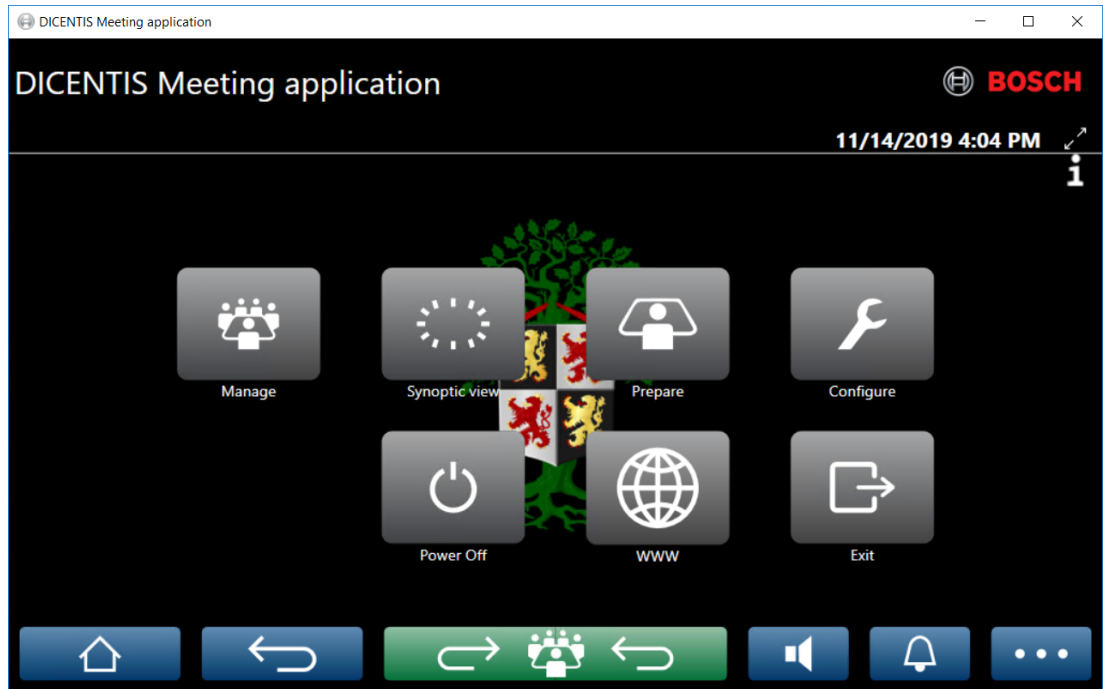 DICENTIS Meeting application
DICENTIS Meeting application
BOSCH
11/14/2019 4:04 PM
Manage
Synoptic view
Prepare
Configure
Power Off
WWW
Exit